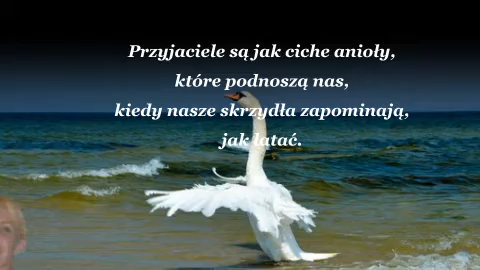 Przyjaciele są jak ciche anioły,
które podnoszą nas,
kiedy nasze skrzydła zapominają,
jak latać.